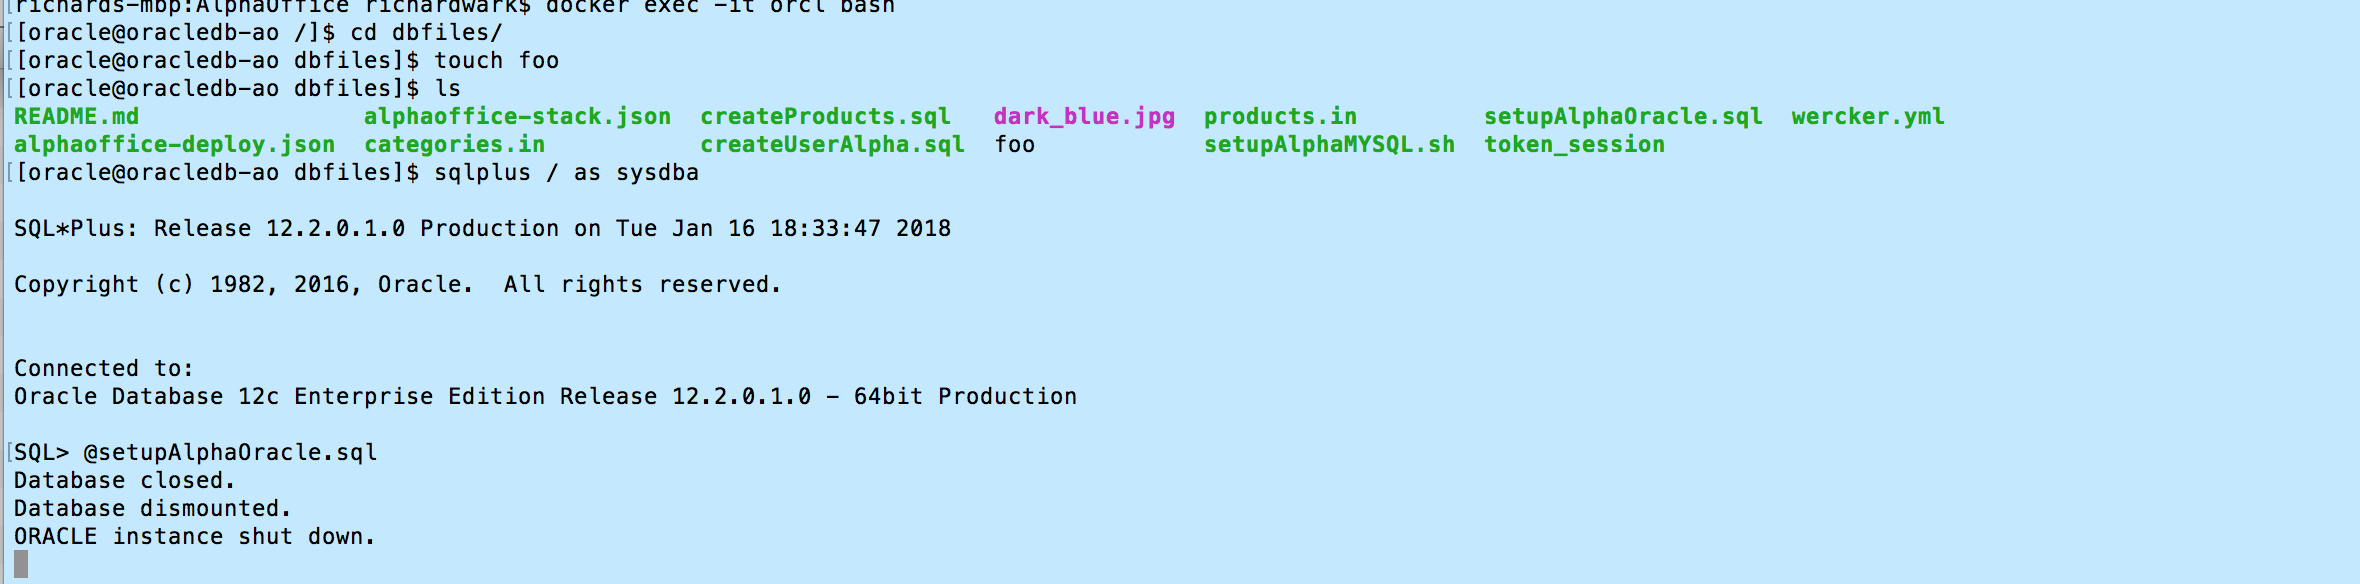 [richards-mbp:AlphaOffice richardwark$ docker exec -it orcl bash
[[oracle@oracledb-ao /]$ cd dbfiles/
[[oracle@oracledb-ao dbfiles]$ touch foo
[[oracle@oracledb-ao dbfiles]$ ls
README.md                alphaoffice-stack.json  createProducts.sql   dark_blue.jpg  products.in         setupAlphaOracle.sql  wercker.yml
alphaoffice-deploy.json  categories.in           createUserAlpha.sql  foo            setupAlphaMYSQL.sh  token_session
[[oracle@oracledb-ao dbfiles]$ sqlplus / as sysdba
SQL*Plus: Release 12.2.0.1.0 Production on Tue Jan 16 18:33:47 2018
Copyright (c) 1982, 2016, Oracle.  All rights reserved.
Connected to:
Oracle Database 12c Enterprise Edition Release 12.2.0.1.0 - 64bit Production
[SQL> @setupAlphaOracle.sql
Database closed.
Database dismounted.
ORACLE instance shut down.